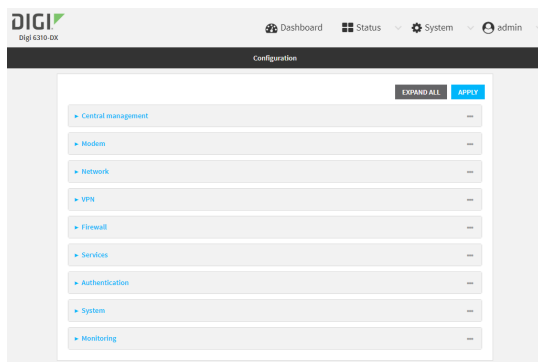 DIGI
Digi 6310-DX
Dashboard Status System admin
Configuration
EXPAND ALL APPLY
Central management
Modem
Network
VPN
Firewall
Services
Authentication
System
Monitoring